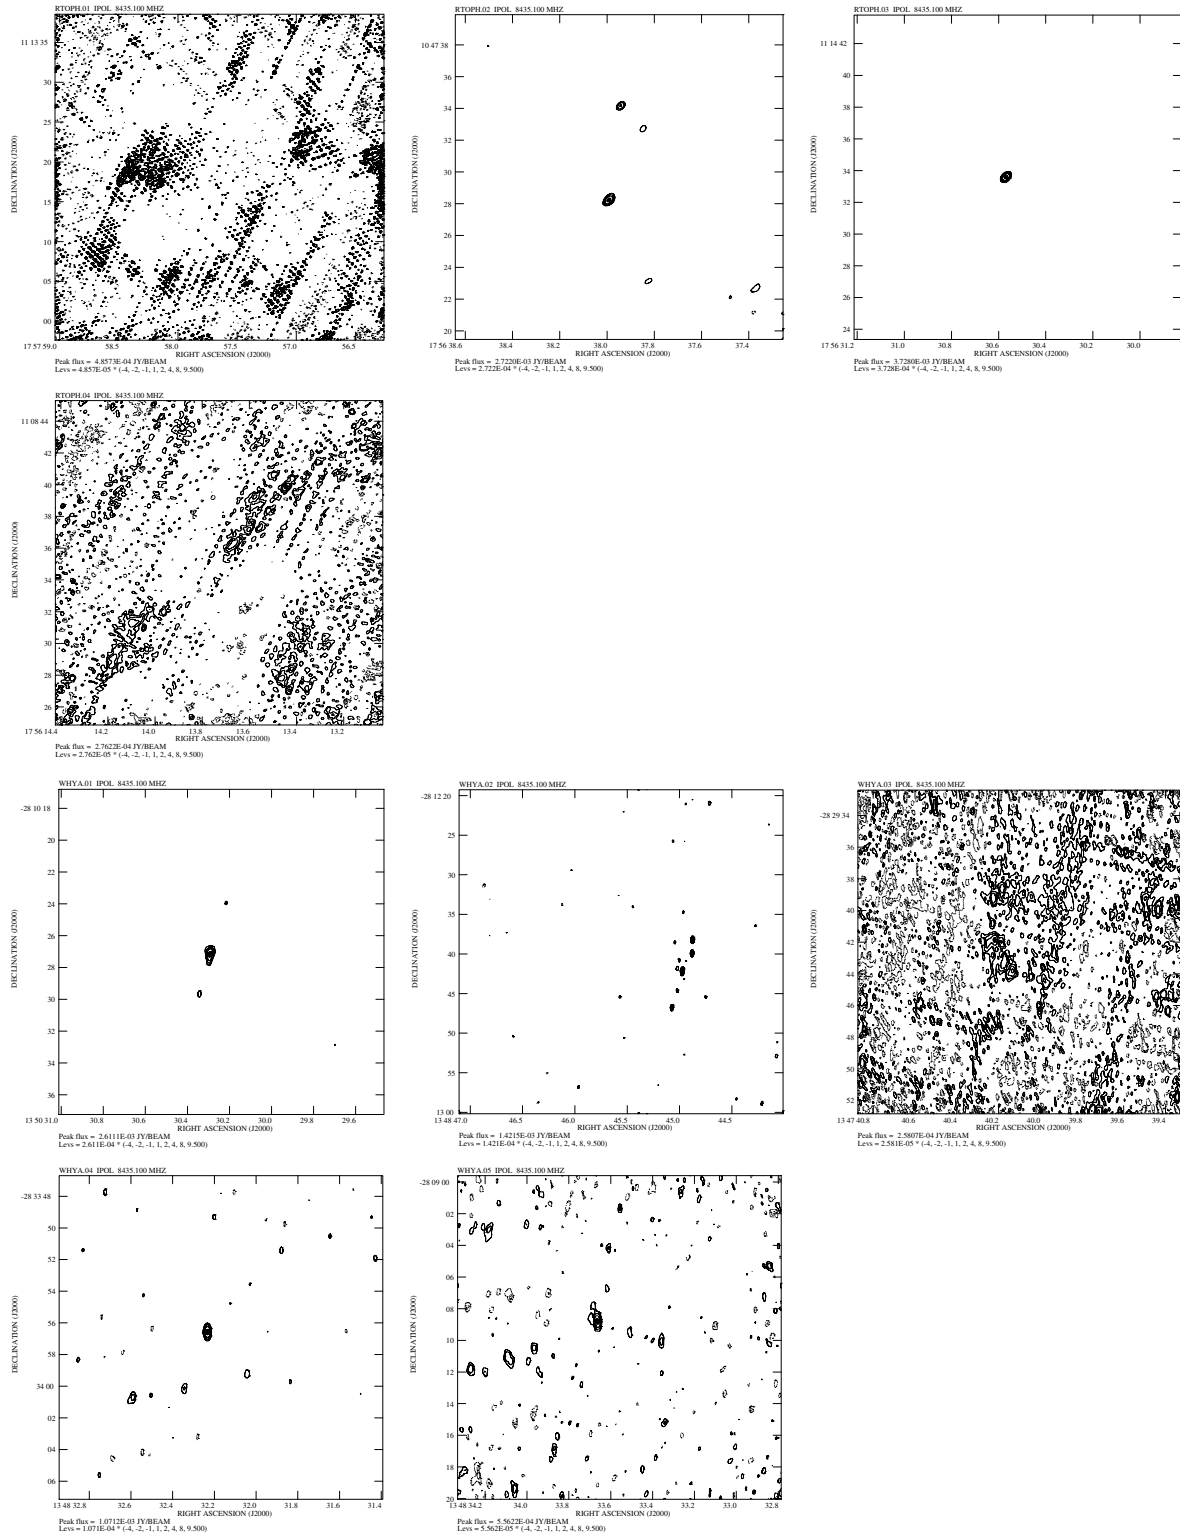 RTOPH.01 IPOL 8435.100 MHZ
DECLINATION (J2000)
11 13 35
30
25
20
15
10
05
00
17 57 59.0 58.5 58.0 57.5 57.0 56.5
RIGHT ASCENSION (J2000)
Peak flux = 4.8573E-04 JY/BEAM
Levs = 4.857E-05 * (-4, -2, -1, 1, 2, 4, 8, 9.500)
RTOPH.02 IPOL 8435.100 MHZ
DECLINATION (J2000)
10 47 38
36
34
32
30
28
26
24
22
20
17 56 38.6 38.4 38.2 38.0 37.8 37.6 37.4
RIGHT ASCENSION (J2000)
Peak flux = 2.7220E-03 JY/BEAM
Levs = 2.722E-04 * (-4, -2, -1, 1, 2, 4, 8, 9.500)
RTOPH.03 IPOL 8435.100 MHZ
DECLINATION (J2000)
11 14 42
40
38
36
34
32
30
28
26
24
17 56 31.2 31.0 30.8 30.6 30.4 30.2 30.0
RIGHT ASCENSION (J2000)
Peak flux = 3.7280E-03 JY/BEAM
Levs = 3.728E-04 * (-4, -2, -1, 1, 2, 4, 8, 9.500)
RTOPH.04 IPOL 8435.100 MHZ
DECLINATION (J2000)
11 08 44
42
40
38
36
34
32
30
28
26
17 56 14.4 14.2 14.0 13.8 13.6 13.4 13.2
RIGHT ASCENSION (J2000)
Peak flux = 2.7622E-04 JY/BEAM
Levs = 2.762E-05 * (-4, -2, -1, 1, 2, 4, 8, 9.500)
WHYA.01 IPOL 8435.100 MHZ
DECLINATION (J2000)
-28 10 18
20
22
24
26
28
30
32
34
36
13 50 31.0 30.8 30.6 30.4 30.2 30.0 29.8 29.6
RIGHT ASCENSION (J2000)
Peak flux = 2.6111E-03 JY/BEAM
Levs = 2.611E-04 * (-4, -2, -1, 1, 2, 4, 8, 9.500)
WHYA.02 IPOL 8435.100 MHZ
DECLINATION (J2000)
-28 12 20
25
30
35
40
45
50
55
13 00
13 48 47.0 46.5 46.0 45.5 45.0 44.5
RIGHT ASCENSION (J2000)
Peak flux = 1.4215E-03 JY/BEAM
Levs = 1.421E-04 * (-4, -2, -1, 1, 2, 4, 8, 9.500)
WHYA.03 IPOL 8435.100 MHZ
DECLINATION (J2000)
-28 29 34
36
38
40
42
44
46
48
50
52
13 47 40.8 40.6 40.4 40.2 40.0 39.8 39.6 39.4
RIGHT ASCENSION (J2000)
Peak flux = 2.5807E-04 JY/BEAM
Levs = 2.581E-05 * (-4, -2, -1, 1, 2, 4, 8, 9.500)
WHYA.04 IPOL 8435.100 MHZ
DECLINATION (J2000)
-28 33 48
50
52
54
56
58
34 00
02
04
06
13 48 32.8 32.6 32.4 32.2 32.0 31.8 31.6 31.4
RIGHT ASCENSION (J2000)
Peak flux = 1.0712E-03 JY/BEAM
Levs = 1.071E-04 * (-4, -2, -1, 1, 2, 4, 8, 9.500)
WHYA.05 IPOL 8435.100 MHZ
DECLINATION (J2000)
-28 09 00
02
04
06
08
10
12
14
16
18
20
13 48 34.2 34.0 33.8 33.6 33.4 33.2 33.0 32.8
RIGHT ASCENSION (J2000)
Peak flux = 5.5622E-04 JY/BEAM
Levs = 5.562E-05 * (-4, -2, -1, 1, 2, 4, 8, 9.500)